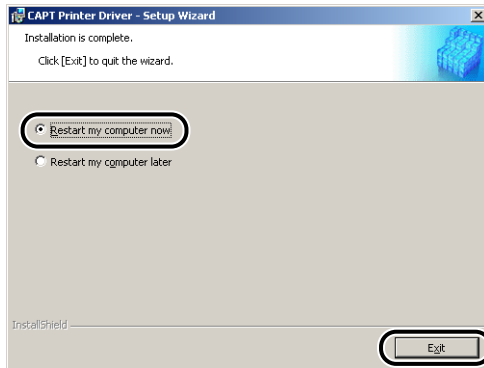 CAPT Printer Driver - Setup Wizard
Installation is complete.
Click [Exit] to quit the wizard.
Restart my computer now
Restart my computer later
InstallShield
Exit